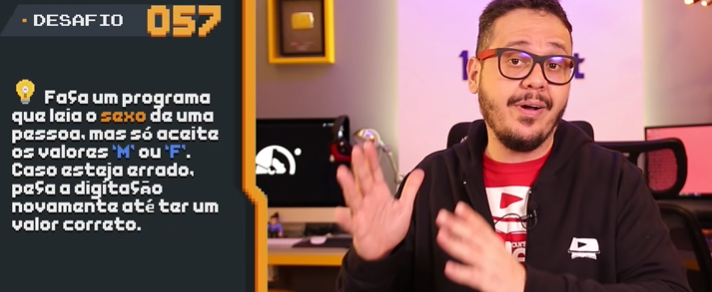 DESAFIO 057
Faça um programa
que leia o sexo de uma
pessoa, mas só aceite
os valores 'M' ou 'F'.
Caso esteja errado,
peça a digitação
novamente até ter um
valor correto.